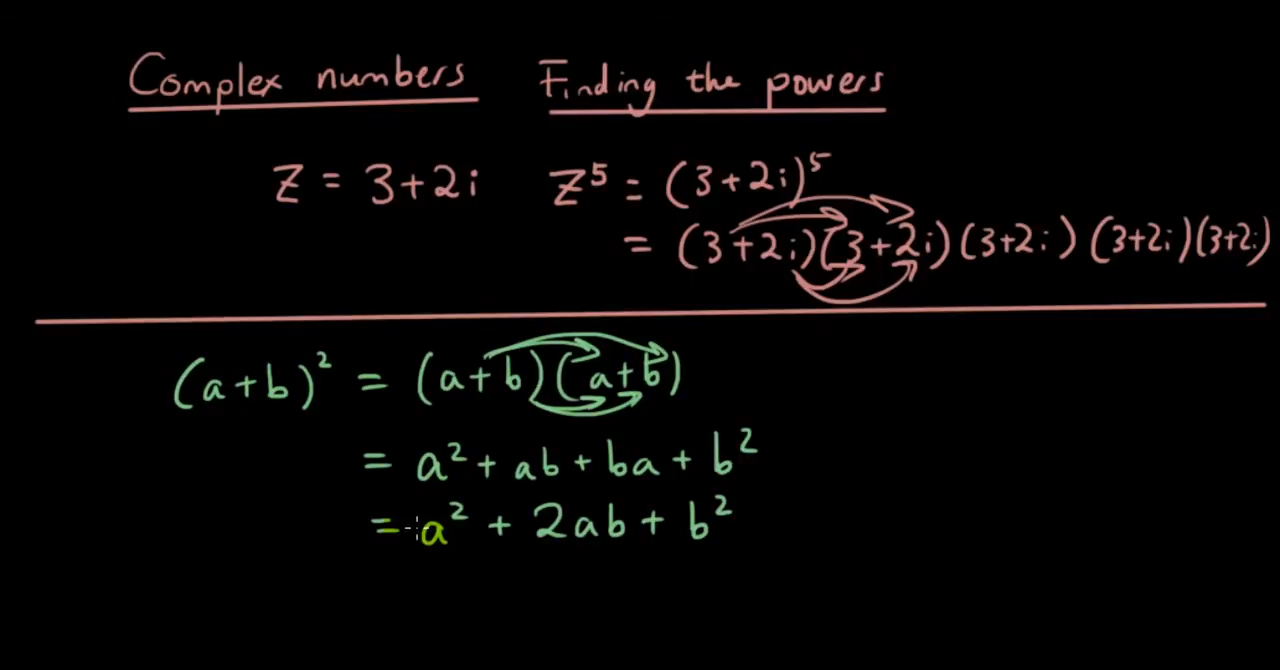 Complex numbers Finding the powers
Z = 3+2i Z⁵ = (3+2i)⁵
= (3+2i)(3+2i)(3+2i)(3+2i)(3+2i)
(a+b)² = (a+b)(a+b)
= a² + ab + ba + b²
= a² + 2ab + b²